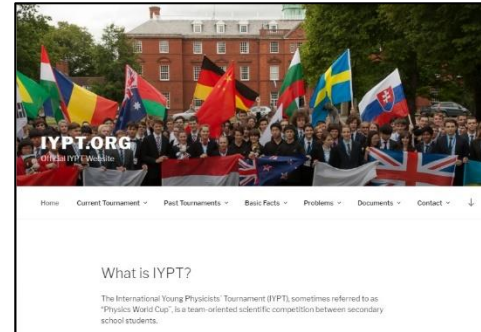 IYPT.ORG
Official IYPT Website
Home Current Tournament Past Tournaments Basic Facts Problems Documents Contact
What is IYPT?
The International Young Physicists' Tournament (IYPT), sometimes referred to as
"Physics World Cup", is a team-oriented scientific competition between secondary
school students.